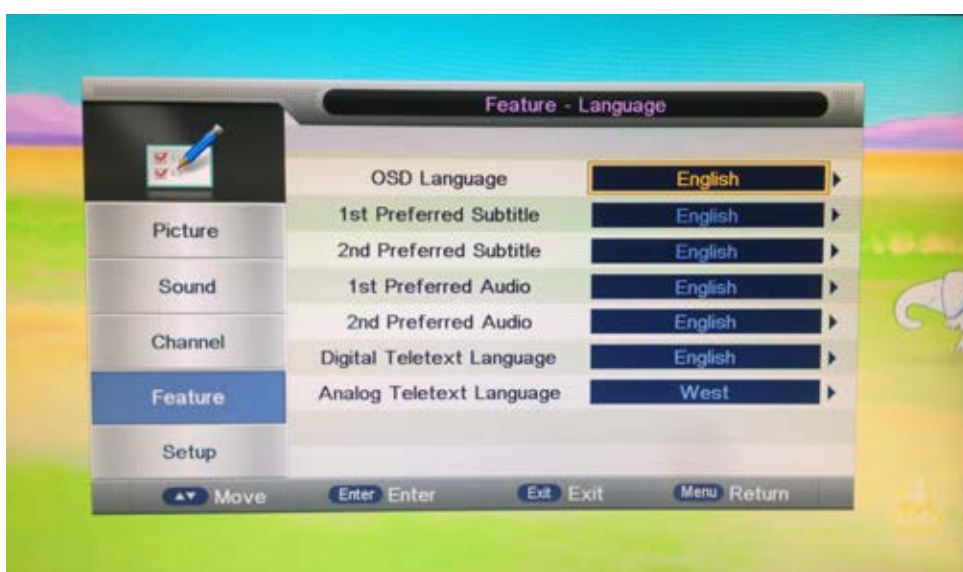 Feature - Language
Picture
Sound
Channel
Feature
Setup
OSD Language English
1st Preferred Subtitle English
2nd Preferred Subtitle English
1st Preferred Audio English
2nd Preferred Audio English
Digital Teletext Language English
Analog Teletext Language West
Move Enter Enter Exit Exit Menu Return